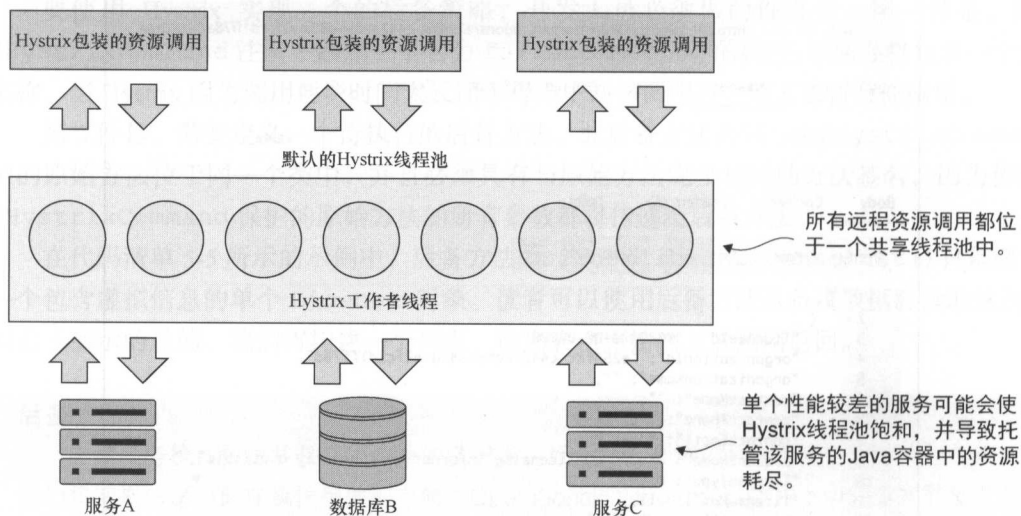 Hystrix包装的资源调用
Hystrix包装的资源调用
Hystrix包装的资源调用
默认的Hystrix线程池
所有远程资源调用都位
于一个共享线程池中。
Hystrix工作者线程
单个性能较差的服务可能会使
Hystrix线程池饱和，并导致托
管该服务的Java容器中的资源
耗尽。
服务A
数据库B
服务C